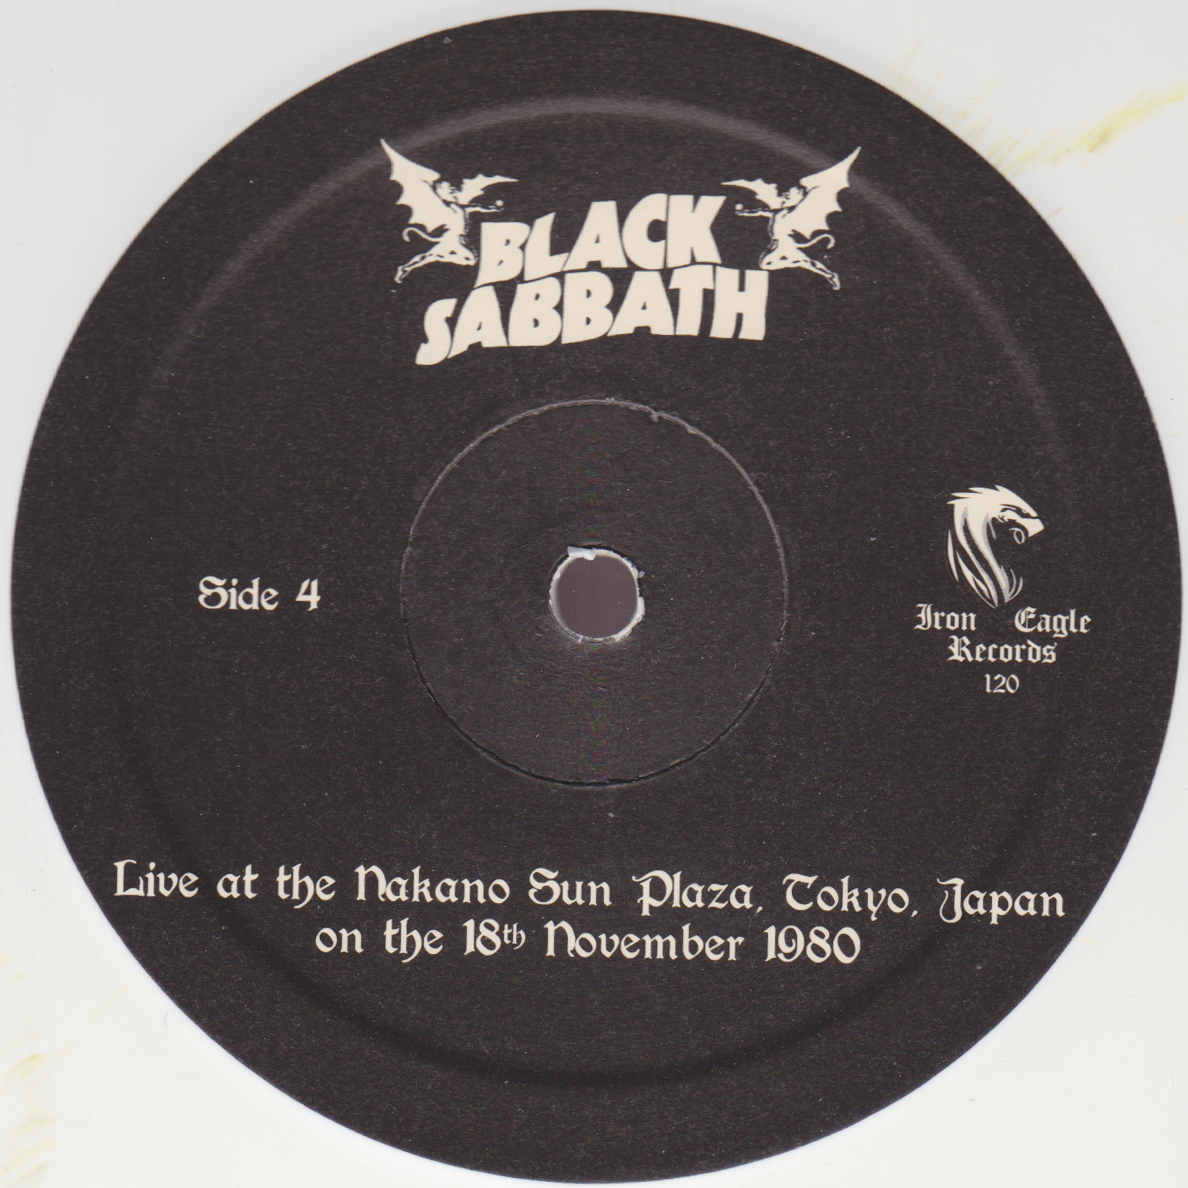 BLACK
SABBATH
Side 4
Iron Eagle
Records
120
Live at the Nakano Sun Plaza, Tokyo, Japan
on the 18th November 1980